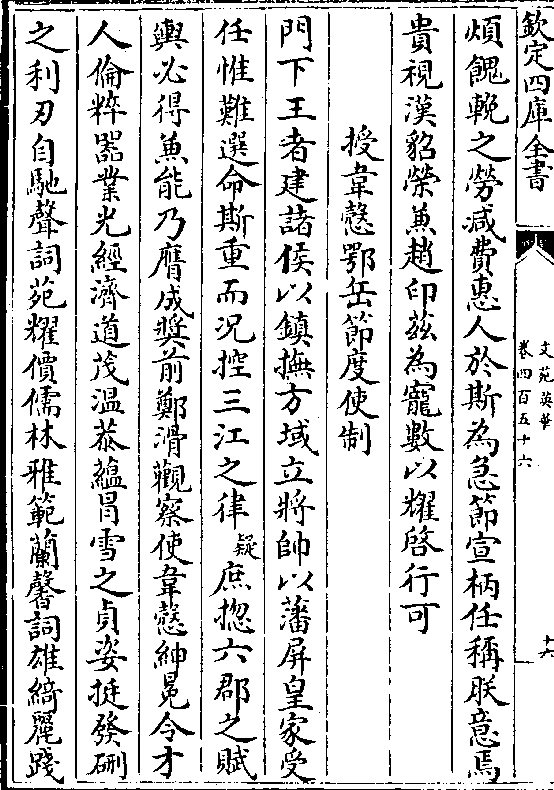 欽定四庫全書
文苑英華
卷四百五十六
十六
煩餽輓之勞减費惠人於斯為急節宣柄任稱朕意焉
貴視漢貂榮兼趙印兹為寵數以耀啓行可
授韋慤鄂岳節度使制
門下王者建諸侯以鎮撫方域立將帥以藩屏皇家受
任惟難選命斯重而况控三江之律疑庶揔六郡之賦
輿必得兼能乃膺成奬前鄭滑觀察使韋慤紳冕令才
人倫粹器業光經濟道茂温恭藴冒雪之貞姿挺發硎
之利刃自馳聲詞苑耀價儒林雅範蘭馨詞雄綺麗踐